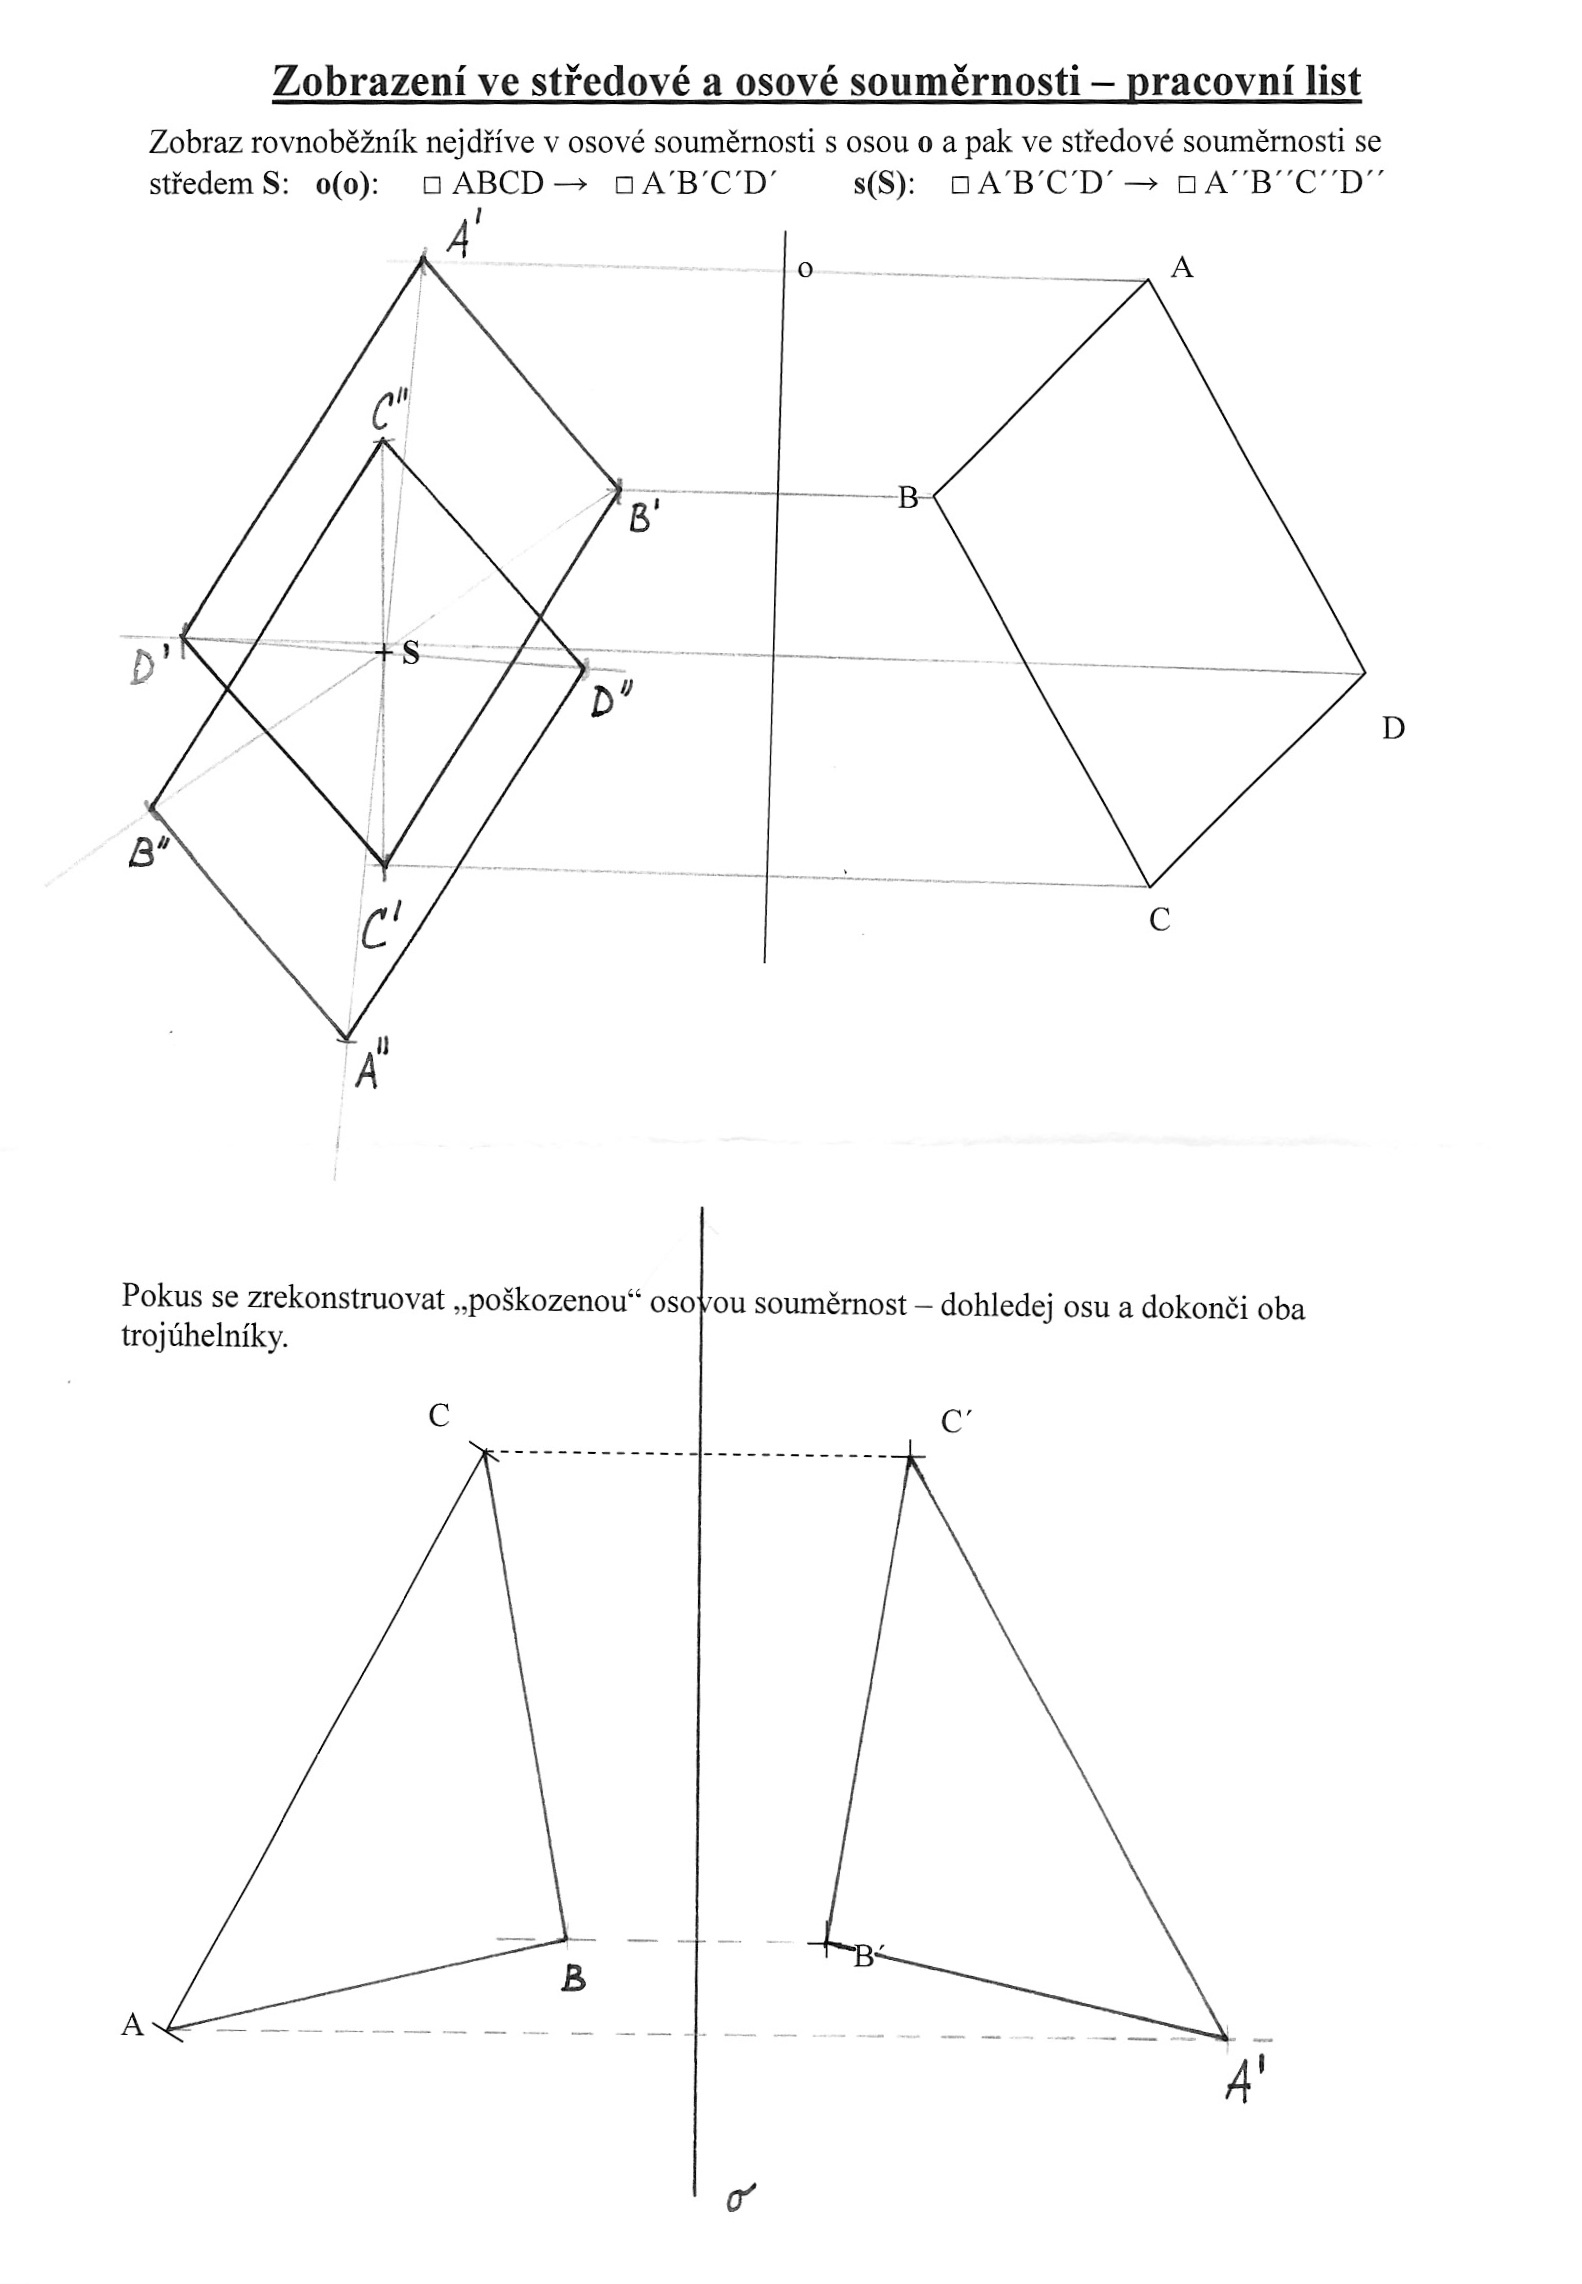 Zobrazení ve středové a osové souměrnosti – pracovní list
Zobraz rovnoběžník nejdříve v osové souměrnosti s osou o a pak ve středové souměrnosti se
středem S: o(o): □ ABCD → □ A´B´C´D´ s(S): □ A´B´C´D´ → □ A´´B´´C´´D´´
A'
o
A
C"
B'
B
D'
S
D"
D
B"
C'
C
A"
Pokus se zrekonstruovat „poškozenou“ osovou souměrnost – dohledej osu a dokonči oba
trojúhelníky.
C
C´
B´
B
A
A'
o